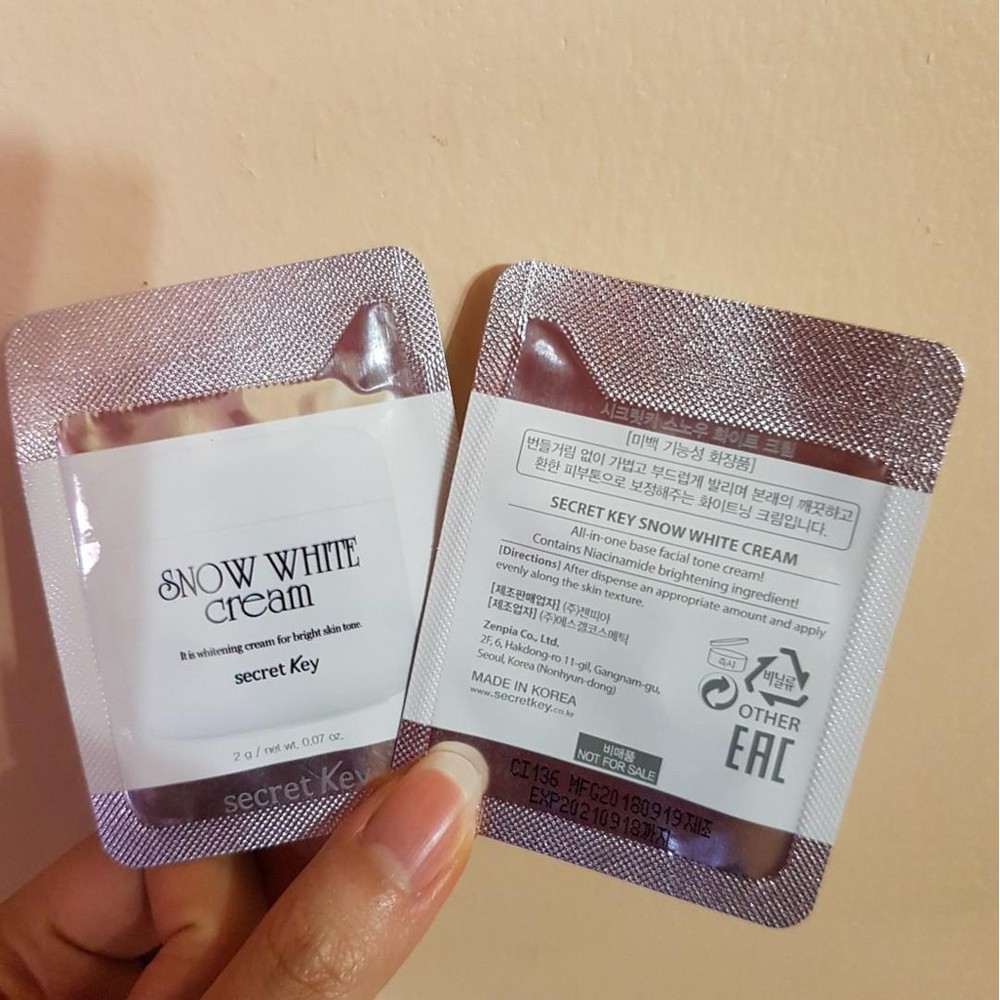 SNOW WHITE
cream
It is whitening cream for bright skin tone.
secret Key
2 g / net wt. 0.07 oz.
secret Key
시크릿키 스노우 화이트 크림
[미백 기능성 화장품]
번들거림 없이 가볍고 부드럽게 발리며 본래의 깨끗하고
환한 피부톤으로 보정해주는 화이트닝 크림입니다.
SECRET KEY SNOW WHITE CREAM
All-in-one base facial tone cream!
Contains Niacinamide brightening ingredient!
[Directions] After dispense an appropriate amount and apply
evenly along the skin texture.
[제조판매업자] (주)젠피아
[제조업자] (주)에스겔코스메틱
Zenpia Co., Ltd.
2F, 6, Hakdong-ro 11-gil, Gangnam-gu,
Seoul, Korea (Nonhyun-dong)
MADE IN KOREA
www.secretkey.co.kr
즉시
비닐류
OTHER
EAC
비매품
NOT FOR SALE
CI136 MFG20180919제조
EXP20210918까지